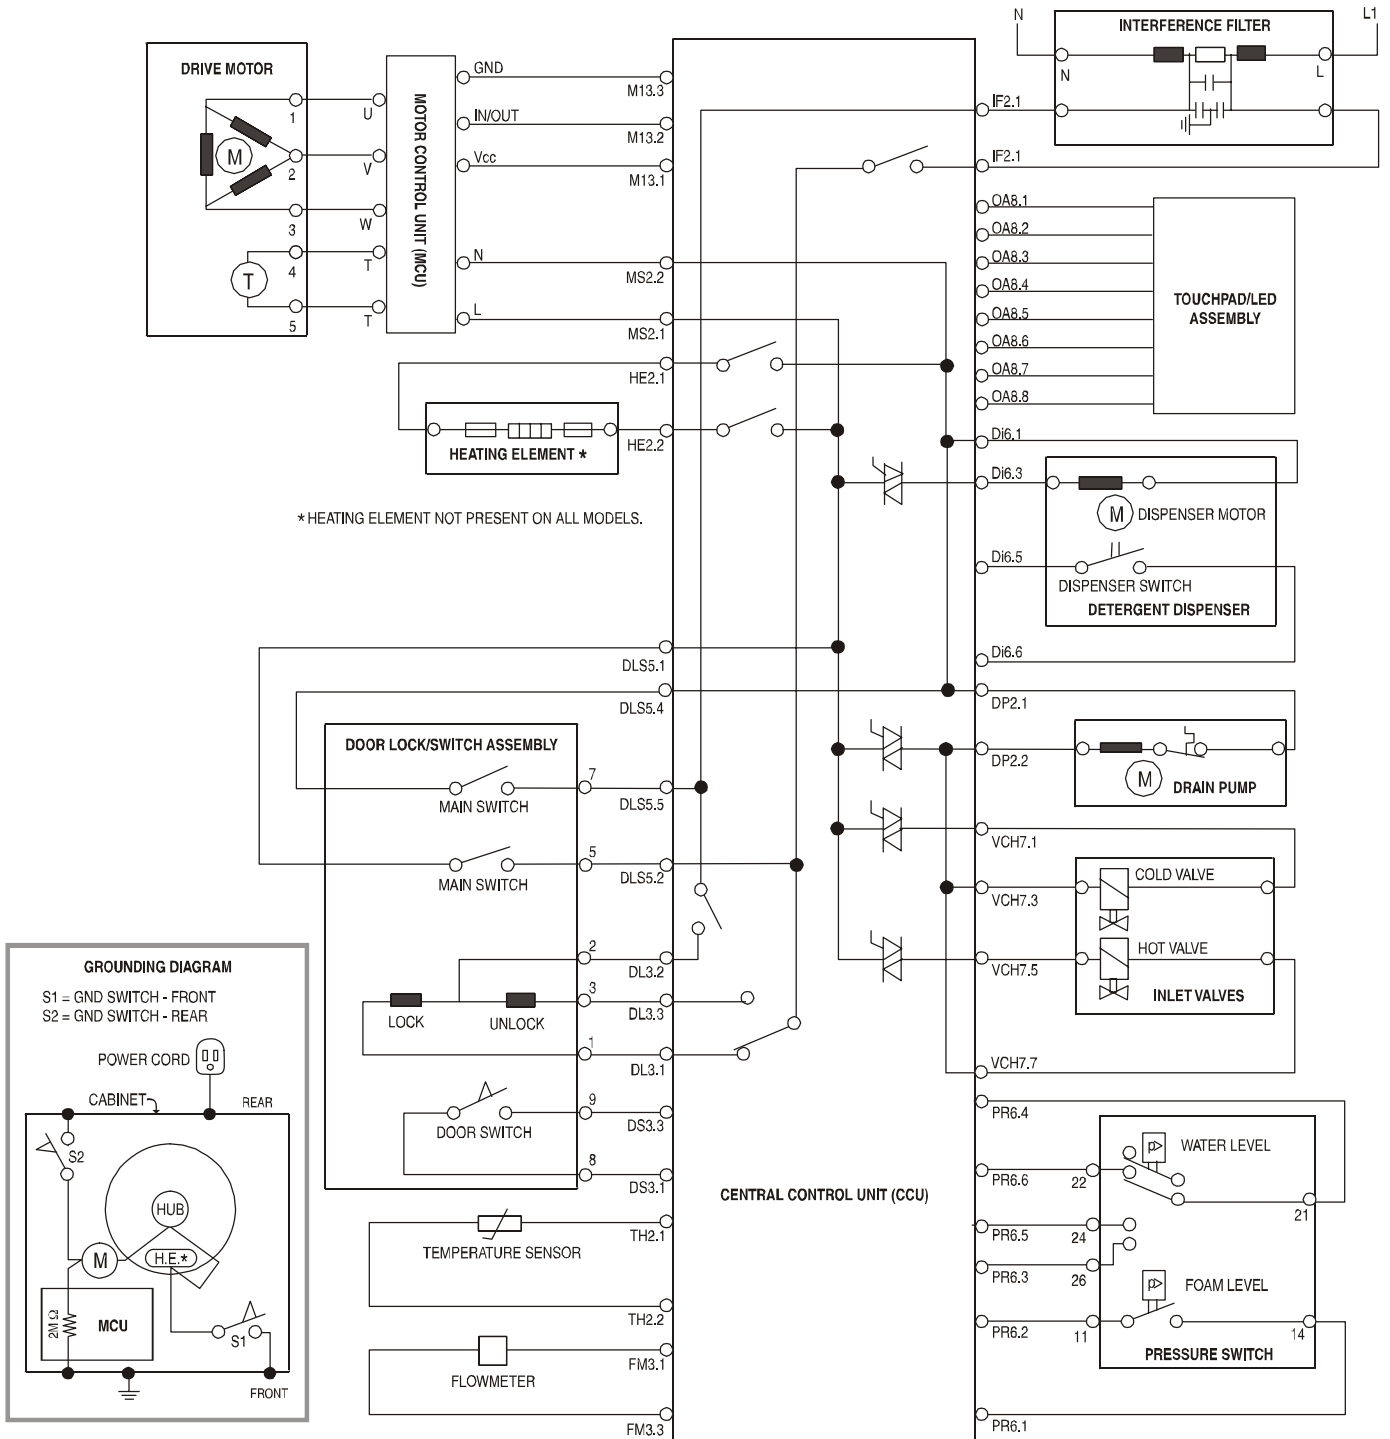 N
INTERFERENCE FILTER
L1
N
L
DRIVE MOTOR
M
1
2
3
4
5
T
U
V
W
T
T
MOTOR CONTROL UNIT (MCU)
GND
IN/OUT
Vcc
N
L
M13.3
M13.2
M13.1
MS2.2
MS2.1
HE2.1
HE2.2
HEATING ELEMENT *
* HEATING ELEMENT NOT PRESENT ON ALL MODELS.
IF2.1
IF2.1
OA8.1
OA8.2
OA8.3
OA8.4
OA8.5
OA8.6
OA8.7
OA8.8
TOUCHPAD/LED
ASSEMBLY
Di6.1
Di6.3
M
DISPENSER MOTOR
Di6.5
DISPENSER SWITCH
DETERGENT DISPENSER
Di6.6
DLS5.1
DLS5.4
DP2.1
DP2.2
M
DRAIN PUMP
DOOR LOCK/SWITCH ASSEMBLY
7
MAIN SWITCH
DLS5.5
5
MAIN SWITCH
DLS5.2
2
DL3.2
3
LOCK
UNLOCK
DL3.3
1
DL3.1
9
DOOR SWITCH
DS3.3
8
DS3.1
VCH7.1
COLD VALVE
VCH7.3
HOT VALVE
VCH7.5
INLET VALVES
VCH7.7
CENTRAL CONTROL UNIT (CCU)
TH2.1
TEMPERATURE SENSOR
TH2.2
FM3.1
FLOWMETER
FM3.3
PR6.4
p
WATER LEVEL
PR6.6
22
21
PR6.5
24
PR6.3
26
p
FOAM LEVEL
PR6.2
11
14
PRESSURE SWITCH
PR6.1
GROUNDING DIAGRAM
S1 = GND SWITCH - FRONT
S2 = GND SWITCH - REAR
POWER CORD
CABINET
REAR
S2
HUB
M
H.E.*
2M Ω
MCU
S1
FRONT